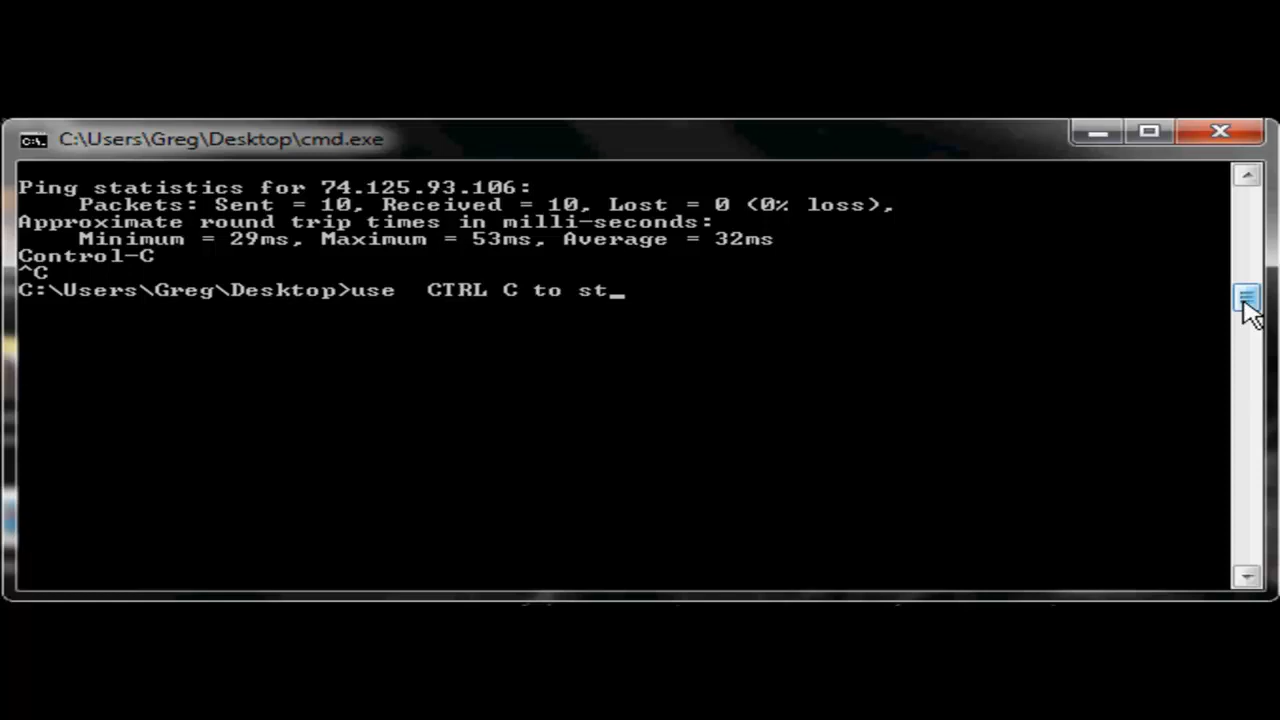 C:\Users\Greg\Desktop\cmd.exe
Ping statistics for 74.125.93.106:
    Packets: Sent = 10, Received = 10, Lost = 0 (0% loss),
Approximate round trip times in milli-seconds:
    Minimum = 29ms, Maximum = 53ms, Average = 32ms
Control-C
^C
C:\Users\Greg\Desktop>use  CTRL C to st_